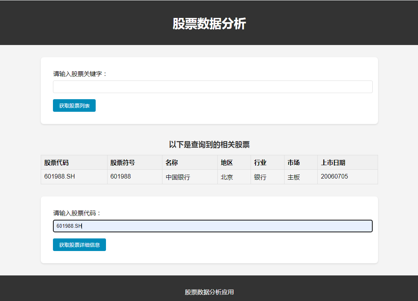 股票数据分析
请输入股票关键字：
获取股票列表
以下是查询到的相关股票
股票代码 股票符号 名称 地区 行业 市场 上市日期
601988.SH 601988 中国银行 北京 银行 主板 20060705
请输入股票代码：
601988.SH
获取股票详细信息
股票数据分析应用